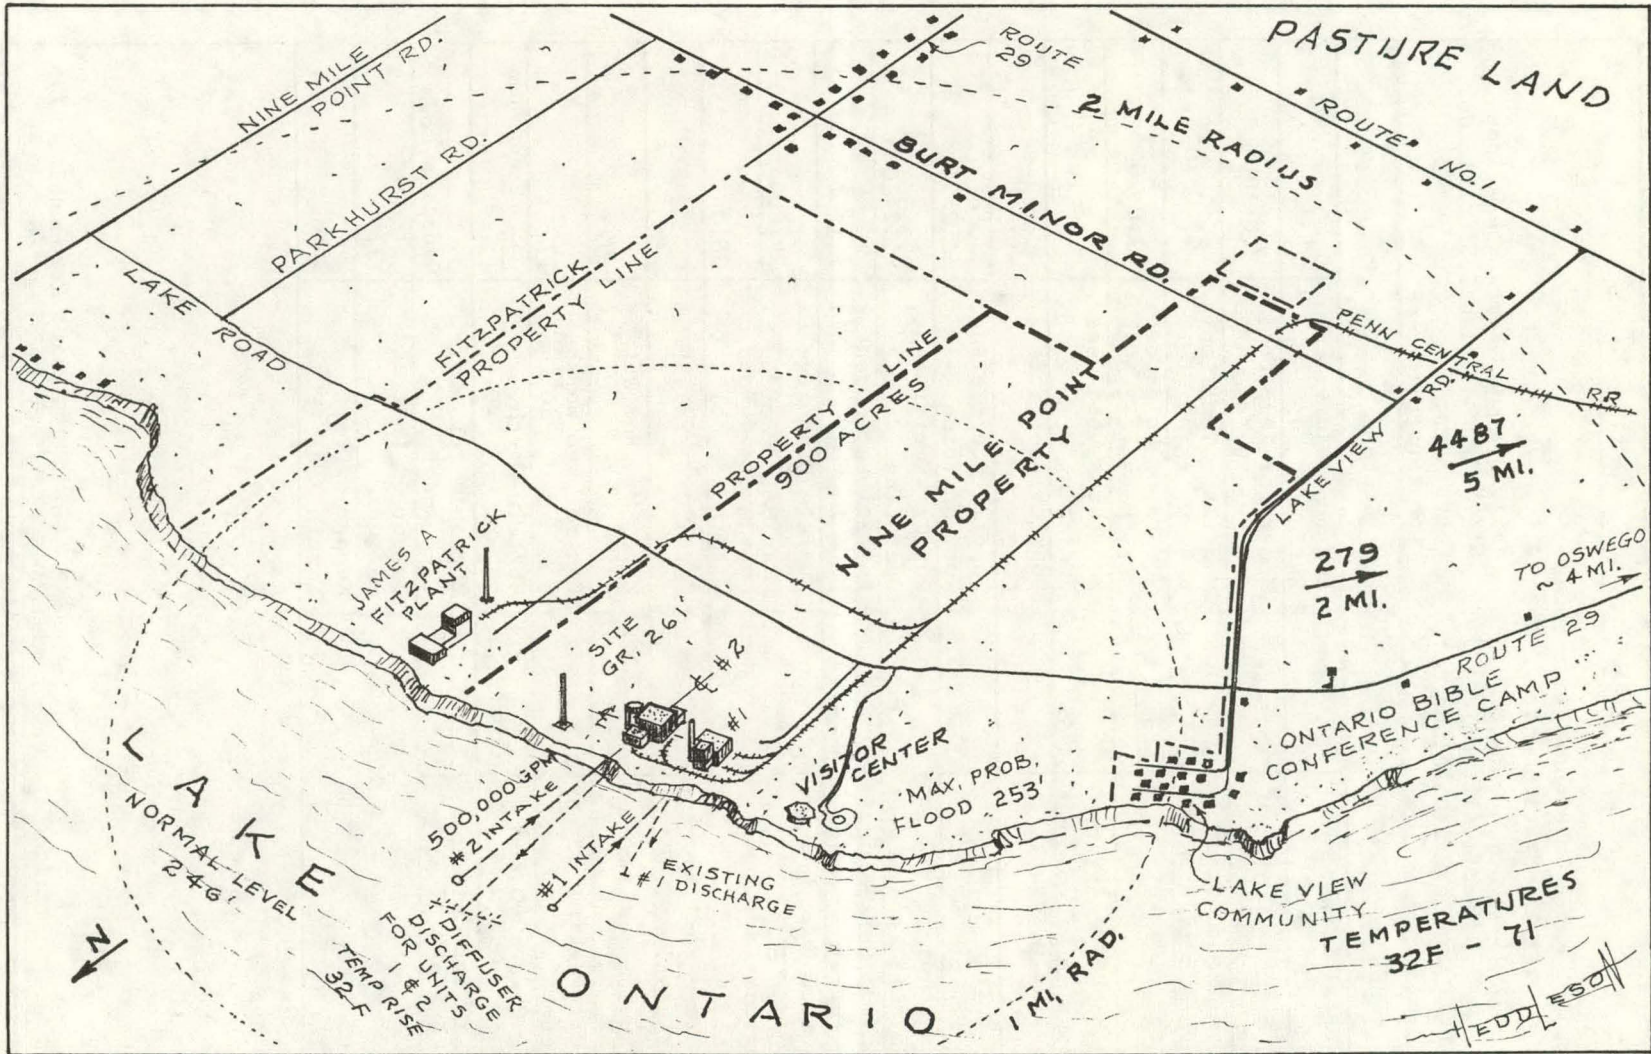 PASTURE LAND
NINE MILE
POINT RD.
ROUTE
29
2 MILE RADIUS
ROUTE NO. 1
PARKHURST RD.
BURT MINOR RD.
LAKE ROAD
FITZPATRICK
PROPERTY LINE
PENN CENTRAL R.R
PROPERTY LINE
900 ACRES
NINE MILE POINT
PROPERTY
LAKE VIEW RD.
4487
5 MI.
279
2 MI.
TO OSWEGO
~ 4 MI.
ROUTE 29
JAMES A
FITZPATRICK
PLANT
SITE
GR, 261'
#2
#1
ONTARIO BIBLE
CONFERENCE CAMP
VISITOR
CENTER
MAX, PROB,
FLOOD 253'
500,000GPM
#2 INTAKE
#1 INTAKE
EXISTING
#1 DISCHARGE
LAKE
NORMAL LEVEL
246'
N
DIFFUSER
DISCHARGE
FOR UNITS
1 & 2
TEMP RISE
32 F
ONTARIO
1 MI, RAD.
LAKE VIEW
COMMUNITY
TEMPERATURES
32F - 71
HEDDLESON